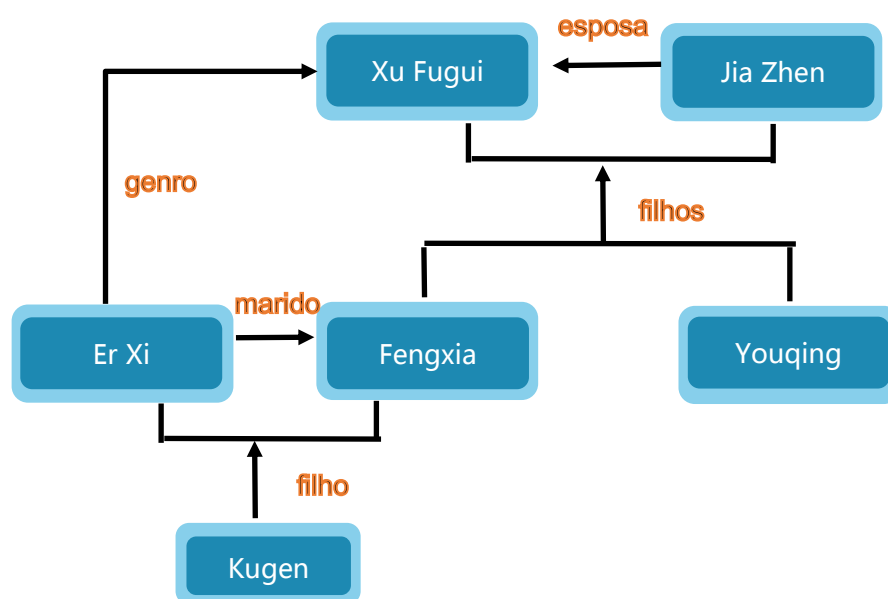 esposa
Xu Fugui
Jia Zhen
genro
filhos
marido
Er Xi
Fengxia
Youqing
filho
Kugen